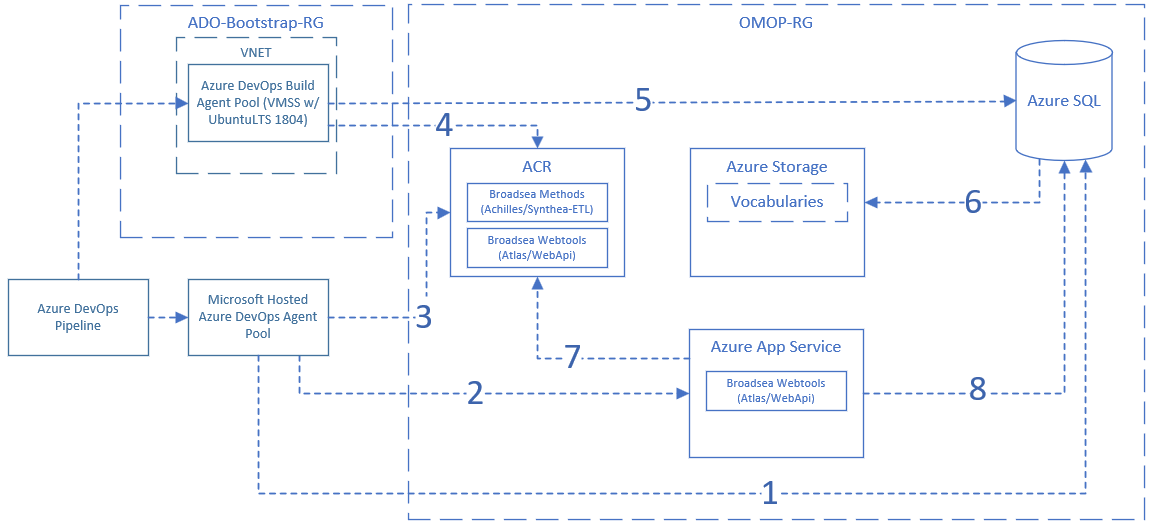 ADO-Bootstrap-RG
OMOP-RG
VNET
Azure DevOps Build
Agent Pool (VMSS w/
UbuntuLTS 1804)
5
4
Azure SQL
ACR
Broadsea Methods
(Achilles/Synthea-ETL)
Broadsea Webtools
(Atlas/WebApi)
Azure Storage
Vocabularies
6
Azure DevOps
Pipeline
Microsoft Hosted
Azure DevOps Agent
Pool
3
7
Azure App Service
Broadsea Webtools
(Atlas/WebApi)
2
8
1